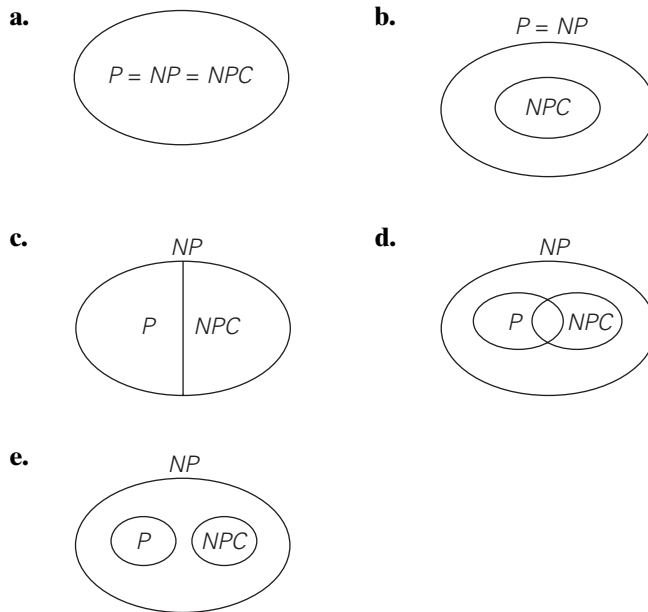 a.
P = NP = NPC
b.
P = NP
NPC
c.
NP
P NPC
d.
NP
P NPC
e.
NP
P NPC